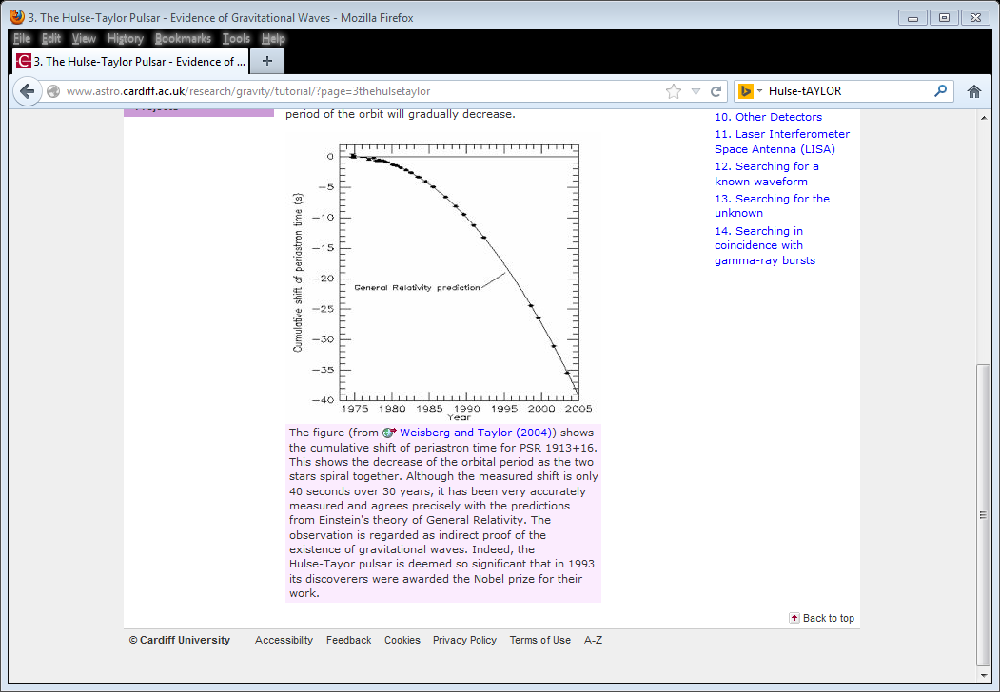 3. The Hulse-Taylor Pulsar - Evidence of Gravitational Waves - Mozilla Firefox
File Edit View History Bookmarks Tools Help
3. The Hulse-Taylor Pulsar - Evidence of ...
www.astro.cardiff.ac.uk/research/gravity/tutorial/?page=3thehulsetaylor
Hulse-tAYLOR
Projects
period of the orbit will gradually decrease.
0
−5
−10
−15
−20
−25
−30
−35
−40
Cumulative shift of periastron time (s)
General Relativity prediction
1975 1980 1985 1990 1995 2000 2005
Year
The figure (from Weisberg and Taylor (2004)) shows
the cumulative shift of periastron time for PSR 1913+16.
This shows the decrease of the orbital period as the two
stars spiral together. Although the measured shift is only
40 seconds over 30 years, it has been very accurately
measured and agrees precisely with the predictions
from Einstein's theory of General Relativity. The
observation is regarded as indirect proof of the
existence of gravitational waves. Indeed, the
Hulse-Tayor pulsar is deemed so significant that in 1993
its discoverers were awarded the Nobel prize for their
work.
10. Other Detectors
11. Laser Interferometer
Space Antenna (LISA)
12. Searching for a
known waveform
13. Searching for the
unknown
14. Searching in
coincidence with
gamma-ray bursts
Back to top
© Cardiff University Accessibility Feedback Cookies Privacy Policy Terms of Use A-Z